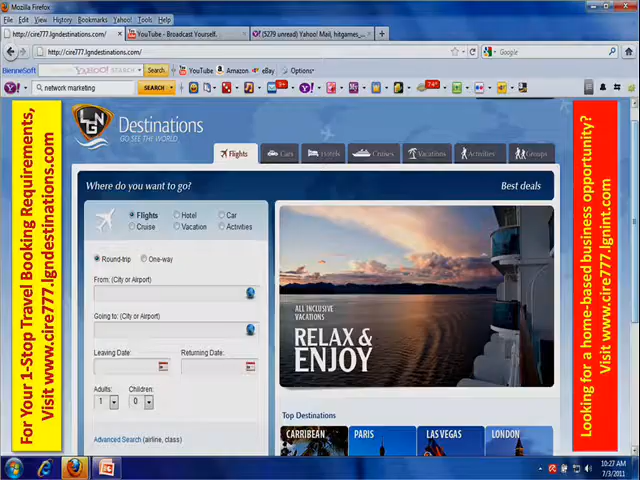 Mozilla Firefox
File Edit View History Bookmarks Yahoo! Tools Help
http://cire777.lgndestinations.com/
YouTube - Broadcast Yourself.
(5279 unread) Yahoo! Mail, hitgames_...
http://cire777.lgndestinations.com/
Google
BienneSoft
YAHOO! SEARCH
Search
YouTube
Amazon
eBay
Options
network marketing
SEARCH
For Your 1-Stop Travel Booking Requirements,
Visit www.cire777.lgndestinations.com
LGN
Destinations
GO SEE THE WORLD
Flights
Cars
Hotels
Cruises
Vacations
Activities
Groups
Where do you want to go?
Best deals
Flights Hotel Car
Cruise Vacation Activities
Round-trip One-way
From: (City or Airport)
Going to: (City or Airport)
Leaving Date: Returning Date:
Adults: Children:
1 0
Advanced Search (airline, class)
ALL INCLUSIVE
VACATIONS
RELAX &
ENJOY
Top Destinations
CARRIBEAN
PARIS
LAS VEGAS
LONDON
Looking for a home-based business opportunity?
Visit www.cire777.lgnint.com
10:27 AM
7/3/2011